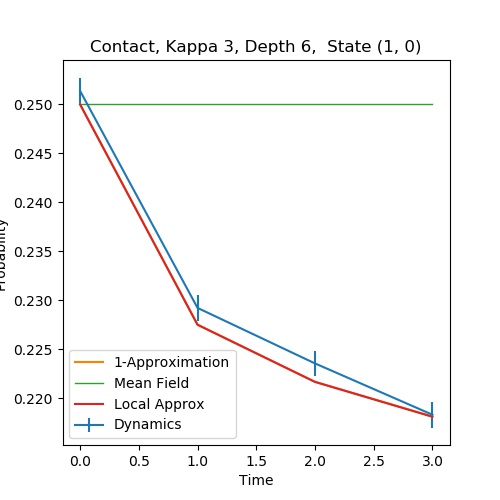 Contact, Kappa 3, Depth 6,  State (1, 0)
0.250
0.245
0.240
0.235
0.230
0.225
0.220
Probability
1-Approximation
Mean Field
Local Approx
Dynamics
0.0 0.5 1.0 1.5 2.0 2.5 3.0
Time